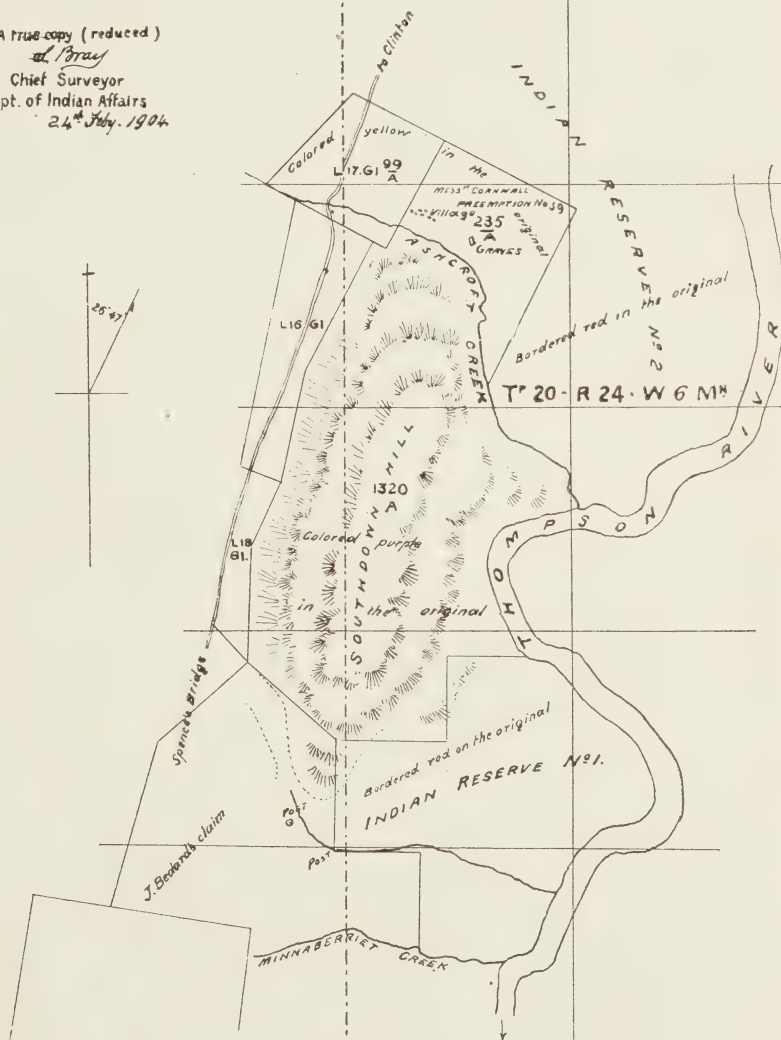 A true copy (reduced)
Bray
Chief Surveyor
pt. of Indian Affairs
24th Feby. 1904
to Clinton
INDIAN RESERVE No 2
Colored yellow in the original
L 17. G1 99/A
MESSRS CORNWALL
PREEMPTION No 59
Village
235/A
GRAVES
ASHCROFT CREEK
Bordered red in the original
26° 47'
L16 G1
Tp 20 - R 24 - W 6 Mn
THOMPSON RIVER
SOUTHDOWN HILL
1320
A
Colored purple
in the original
L18
G1.
Spences Bridge
Bordered red on the original
INDIAN RESERVE No 1.
POST
J. Bedard's claim
POST
MINNABERRIET CREEK